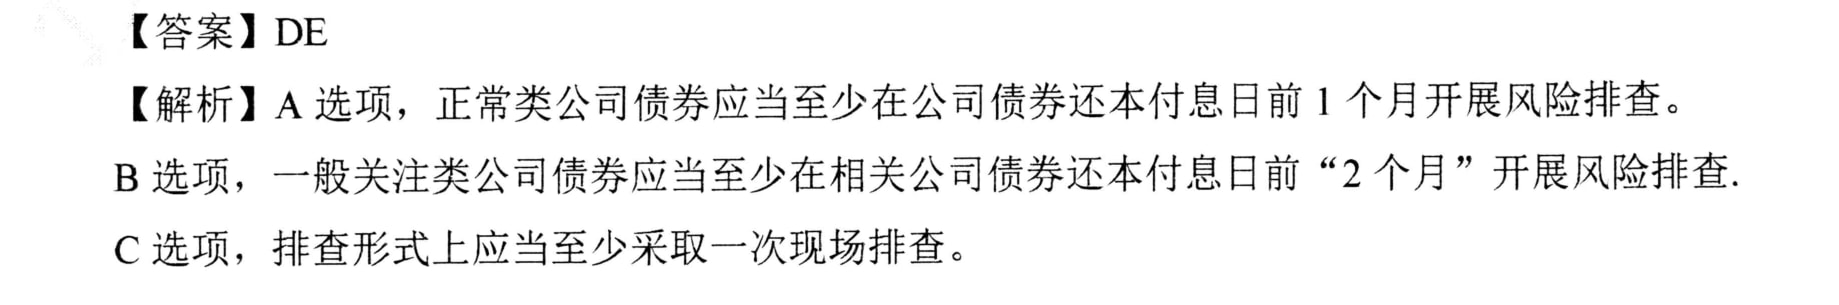 【答案】DE
【解析】A 选项，正常类公司债券应当至少在公司债券还本付息日前 1 个月开展风险排查。
B 选项，一般关注类公司债券应当至少在相关公司债券还本付息日前“2 个月”开展风险排查.
C 选项，排查形式上应当至少采取一次现场排查。